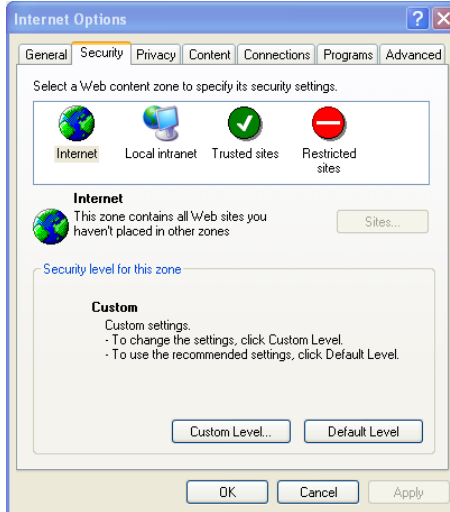 Internet Options
General Security Privacy Content Connections Programs Advanced
Select a Web content zone to specify its security settings.
Internet Local intranet Trusted sites Restricted
sites
Internet
This zone contains all Web sites you
haven't placed in other zones
Sites...
Security level for this zone
Custom
Custom settings.
- To change the settings, click Custom Level.
- To use the recommended settings, click Default Level.
Custom Level... Default Level
OK Cancel Apply